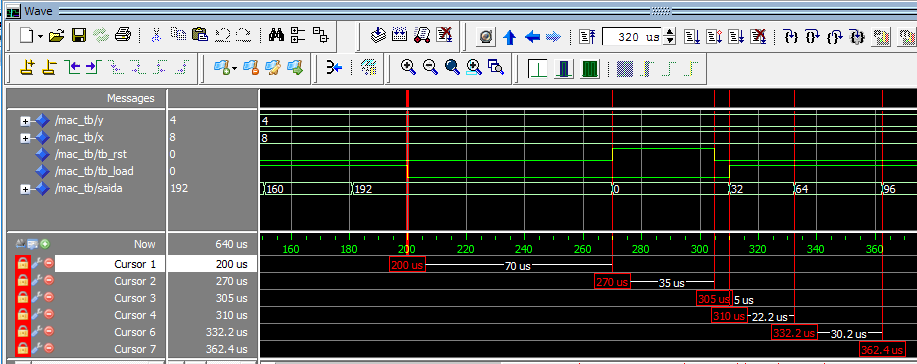 Wave
320 us
Messages
/mac_tb/y 4 4
/mac_tb/x 8 8
/mac_tb/tb_rst 0
/mac_tb/tb_load 0
/mac_tb/saida 192 160 192 0 32 64 96
Now 640 us 160 180 200 220 240 260 280 300 320 340 360
Cursor 1 200 us 200 us 70 us
Cursor 2 270 us 270 us 35 us
Cursor 3 305 us 305 us 5 us
Cursor 4 310 us 310 us 22.2 us
Cursor 6 332.2 us 332.2 us 30.2 us
Cursor 7 362.4 us 362.4 us